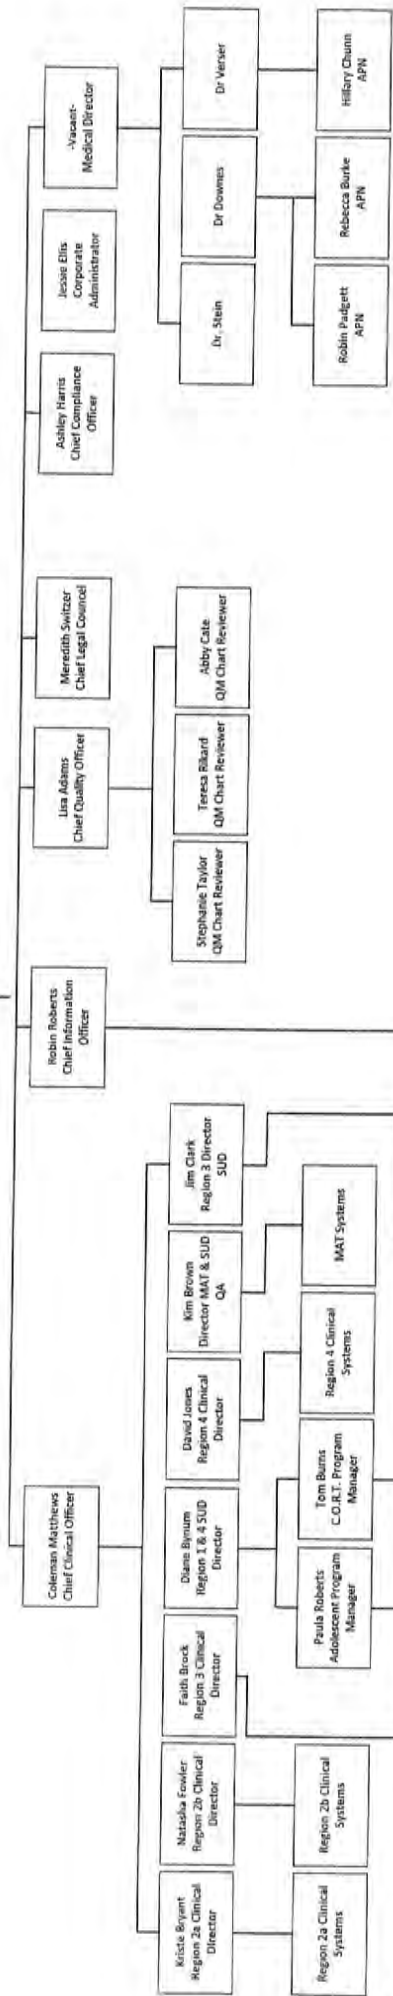 Coleman Matthews
Chief Clinical Officer
Robin Roberts
Chief Information
Officer
Lisa Adams
Chief Quality Officer
Meredith Switzer
Chief Legal Councel
Ashley Harris
Chief Compliance
Officer
Jessie Ellis
Corporate
Administrator
-Vacant-
Medical Director
Kriste Bryant
Region 2a Clinical
Director
Natasha Fowler
Region 2b Clinical
Director
Faith Brock
Region 3 Clinical
Director
Diane Bynum
Region 1 & 4 SUD
Director
David Jones
Region 4 Clinical
Director
Kim Brown
Director MAT & SUD
QA
Jim Clark
Region 3 Director
SUD
Stephanie Taylor
QM Chart Reviewer
Teresa Rikard
QM Chart Reviewer
Abby Cate
QM Chart Reviewer
Dr. Stein
Dr Downes
Dr Verser
Region 2a Clinical
Systems
Region 2b Clinical
Systems
Paula Roberts
Adolescent Program
Manager
Tom Burns
C.O.R.T. Program
Manager
Region 4 Clinical
Systems
MAT Systems
Robin Padgett
APN
Rebecca Burke
APN
Hillary Chunn
APN